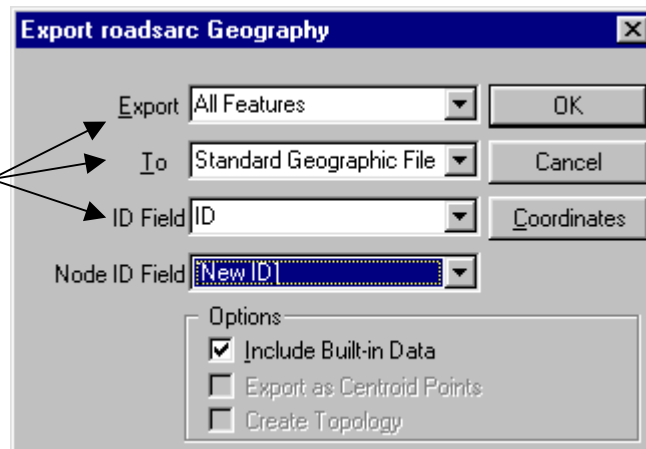 Export roadsarc Geography
Export All Features OK
To Standard Geographic File Cancel
ID Field ID Coordinates
Node ID Field [New ID]
Options
Include Built-in Data
Export as Centroid Points
Create Topology